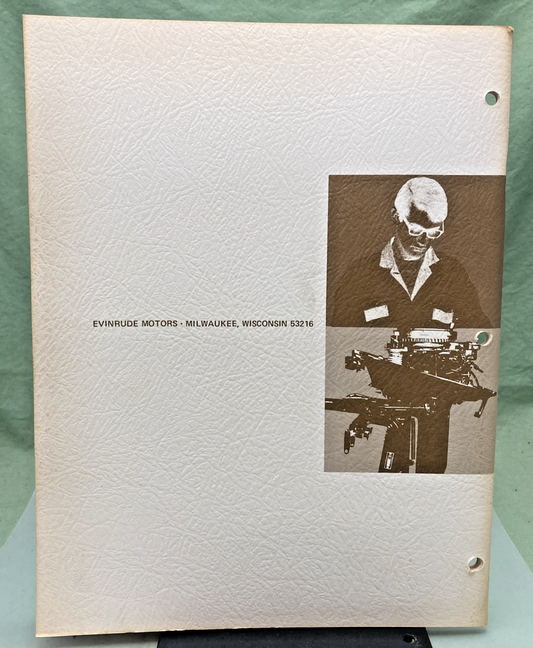 EVINRUDE MOTORS • MILWAUKEE, WISCONSIN 53216